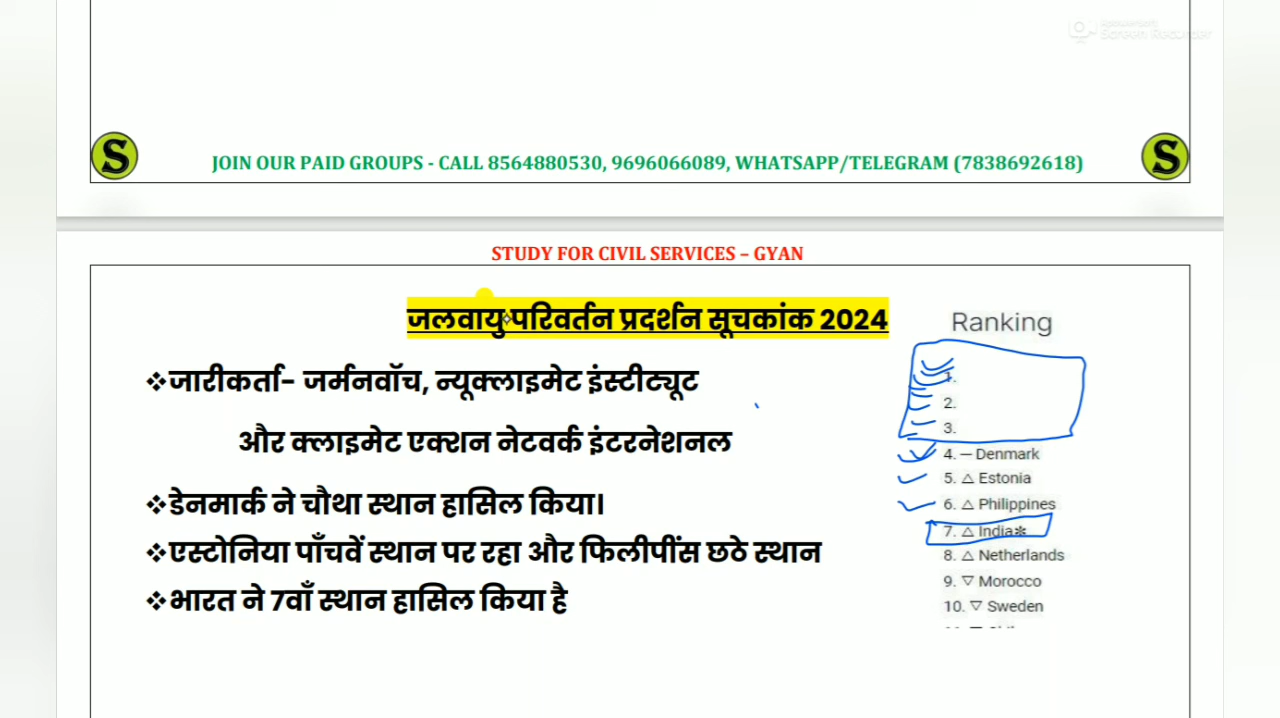 Apowersoft
Screen Recorder
S
JOIN OUR PAID GROUPS - CALL 8564880530, 9696066089, WHATSAPP/TELEGRAM (7838692618)
S
STUDY FOR CIVIL SERVICES – GYAN
जलवायु परिवर्तन प्रदर्शन सूचकांक 2024
❖जारीकर्ता- जर्मनवॉच, न्यूक्लाइमेट इंस्टीट्यूट
और क्लाइमेट एक्शन नेटवर्क इंटरनेशनल
❖डेनमार्क ने चौथा स्थान हासिल किया।
❖एस्टोनिया पाँचवें स्थान पर रहा और फिलीपींस छठे स्थान
❖भारत ने 7वाँ स्थान हासिल किया है
Ranking
1.
2.
3.
4. — Denmark
5. △ Estonia
6. △ Philippines
7. △ India✻
8. △ Netherlands
9. ▽ Morocco
10. ▽ Sweden